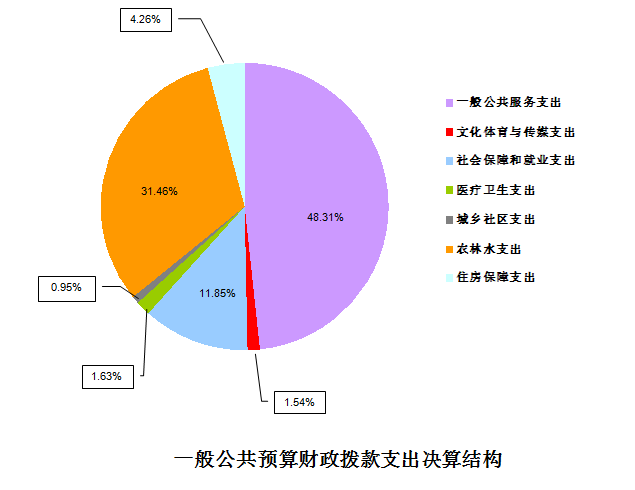 4.26%
一般公共服务支出
文化体育与传媒支出
社会保障和就业支出
医疗卫生支出
城乡社区支出
农林水支出
住房保障支出
31.46%
48.31%
0.95%
11.85%
1.63%
1.54%
一般公共预算财政拨款支出决算结构